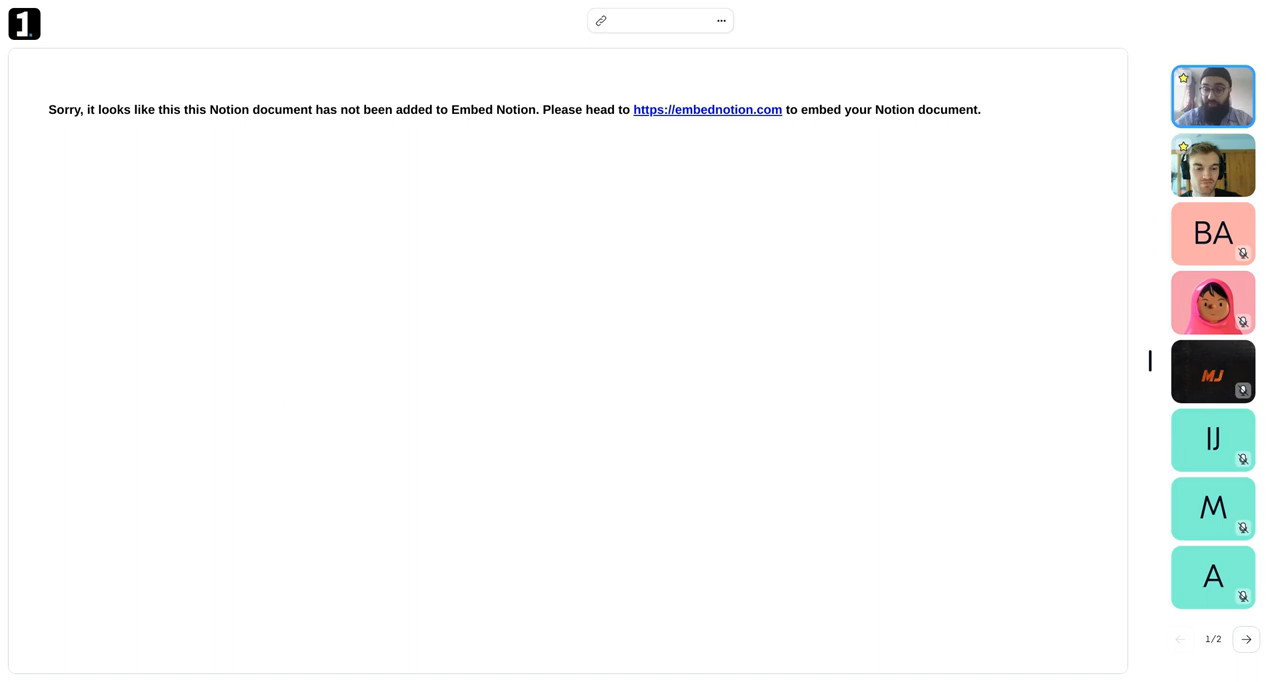 1.
Sorry, it looks like this this Notion document has not been added to Embed Notion. Please head to https://embednotion.com to embed your Notion document.
BA
MJ
IJ
M
A
1/2